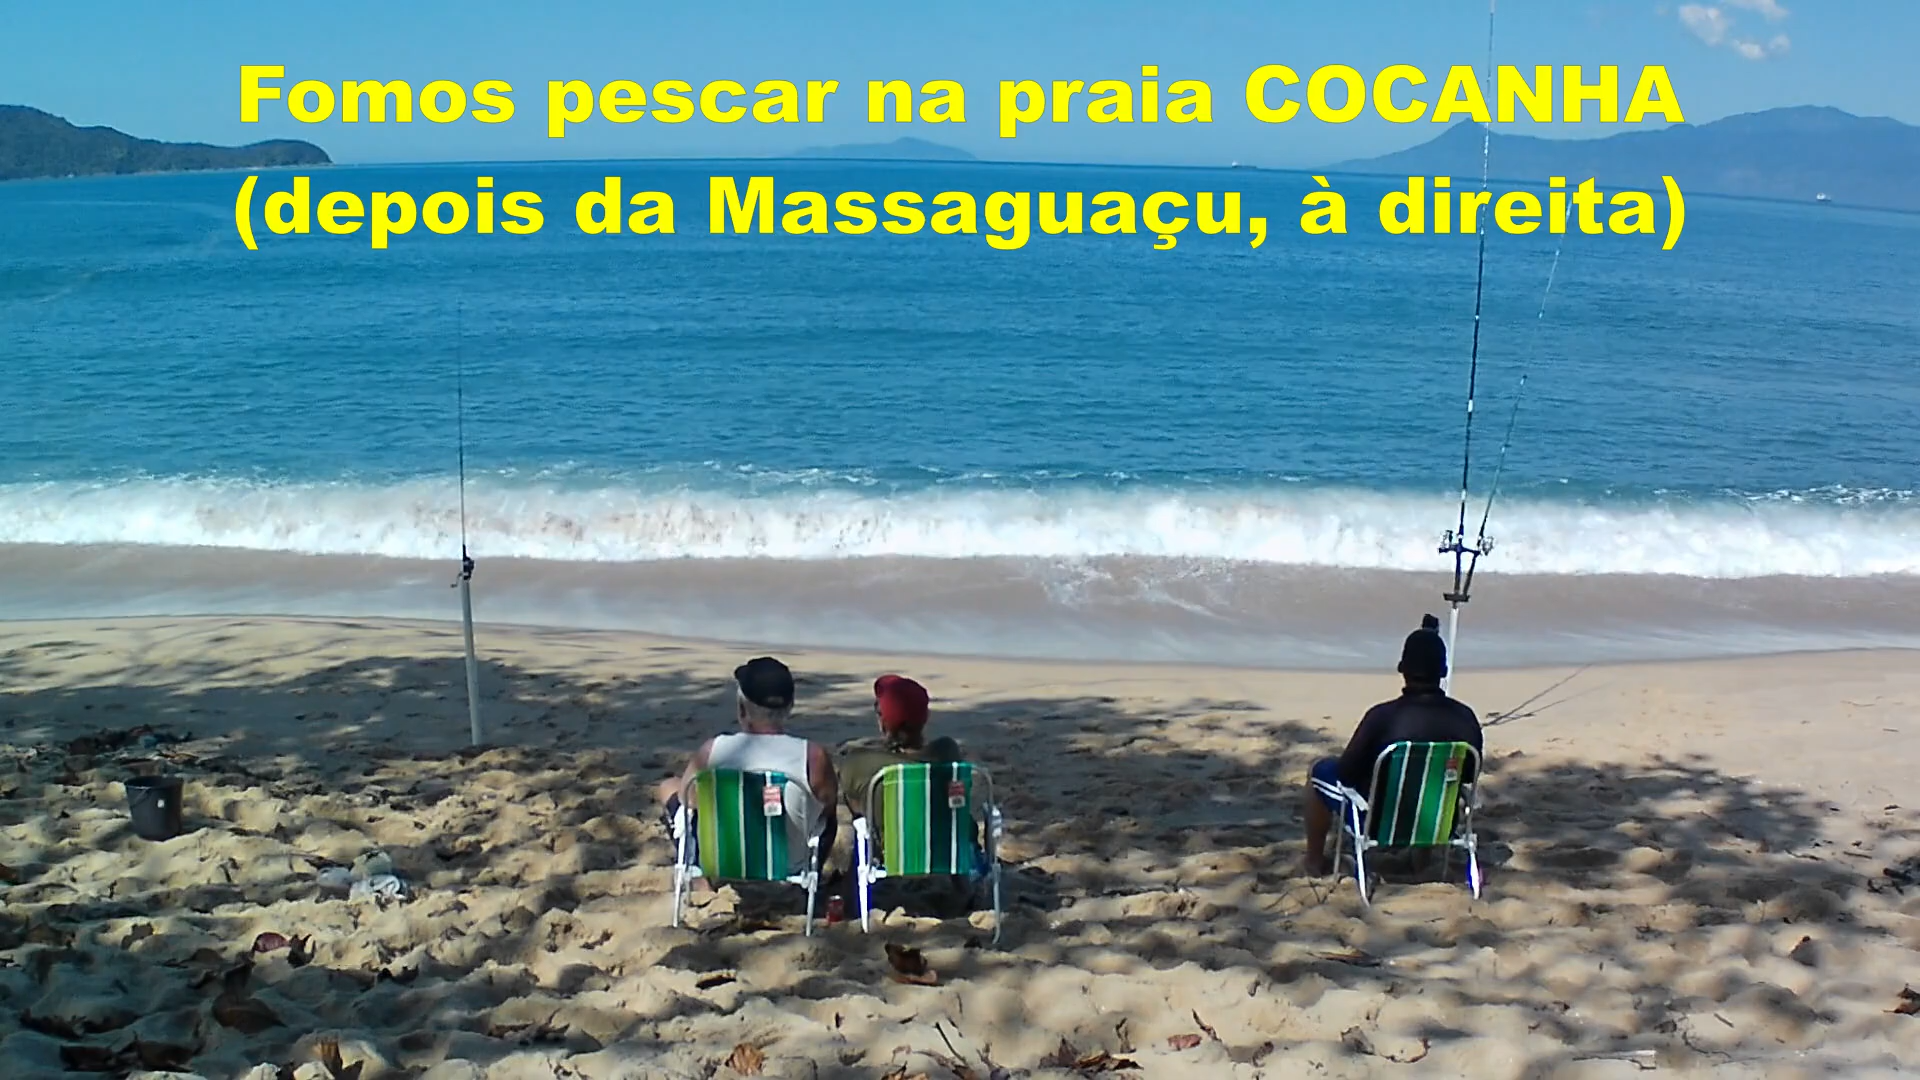 Fomos pescar na praia COCANHA
(depois da Massaguaçu, à direita)